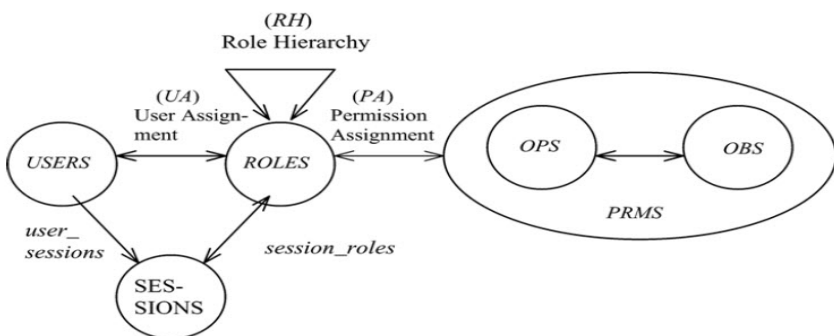 (RH)
Role Hierarchy
(UA)
User Assign-
ment
(PA)
Permission
Assignment
USERS
ROLES
OPS
OBS
PRMS
user_
sessions
session_roles
SES-
SIONS